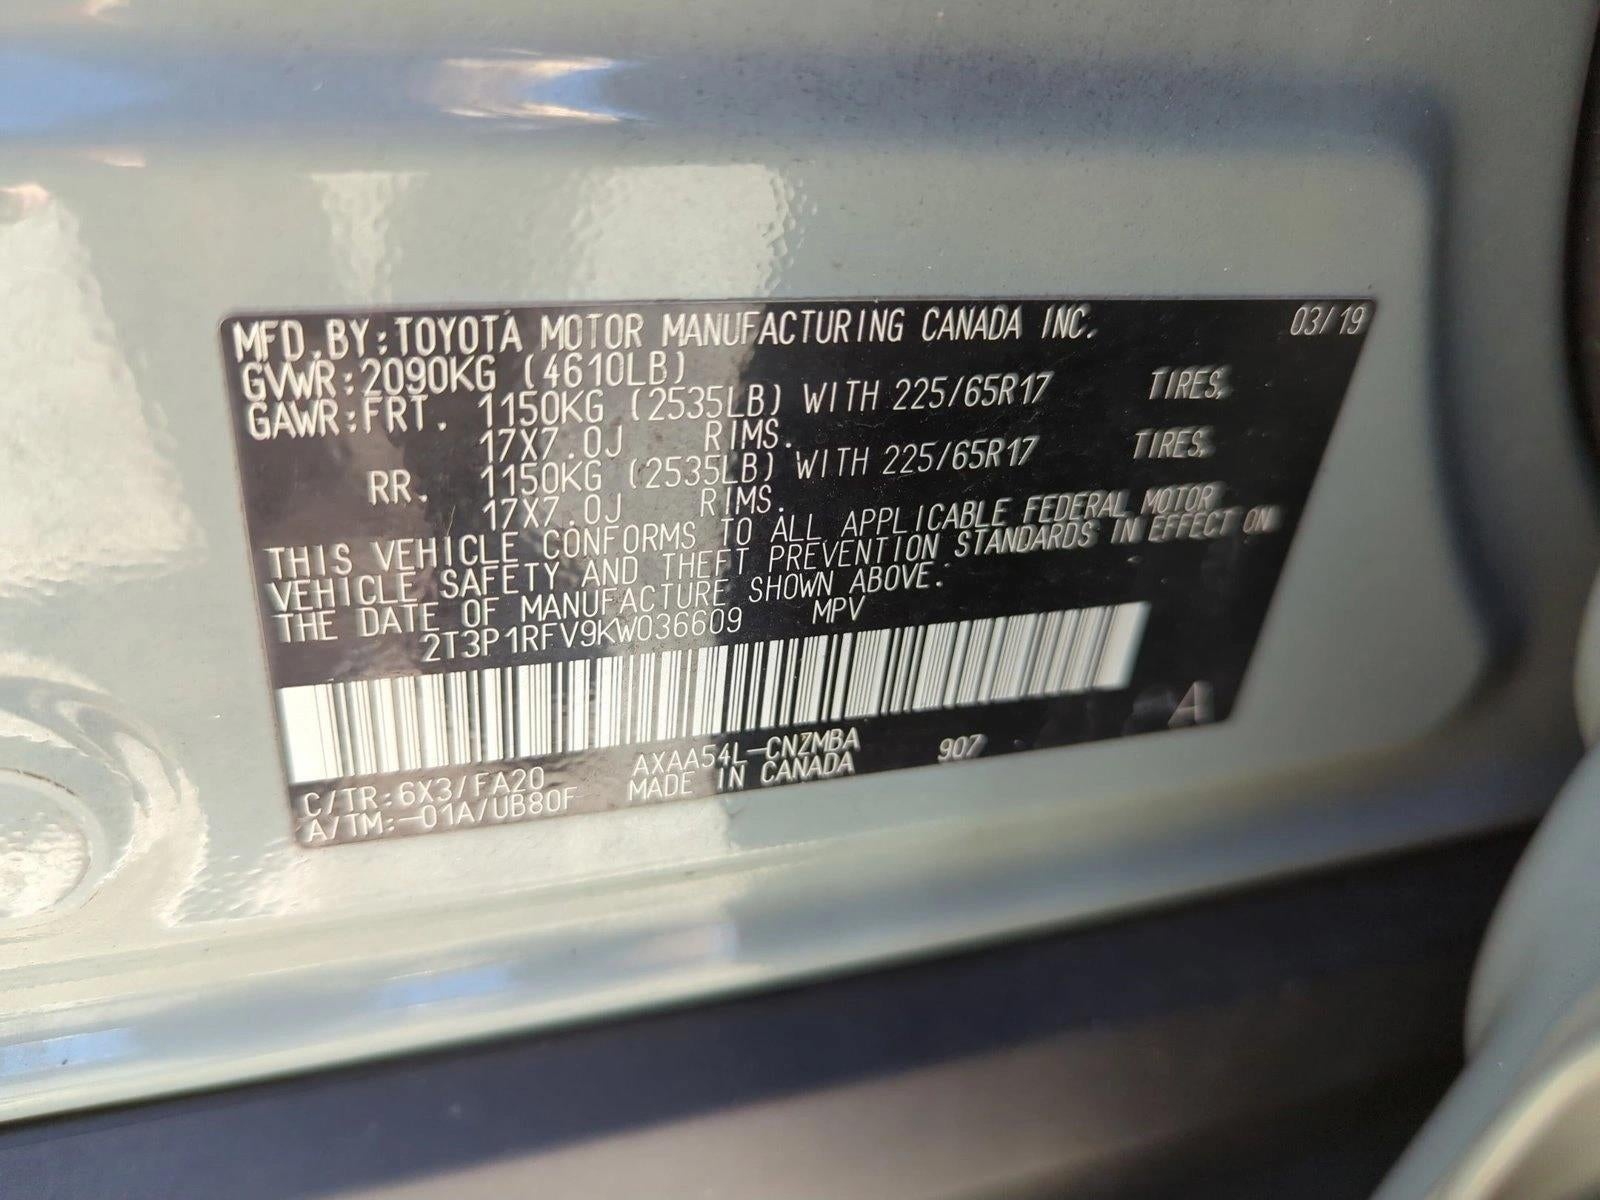 MFD. BY: TOYOTA MOTOR MANUFACTURING CANADA INC. 03/19
GVWR: 2090KG (4610LB)
GAWR: FRT. 1150KG (2535LB) WITH 225/65R17 TIRES,
17X7.0J RIMS.
RR. 1150KG (2535LB) WITH 225/65R17 TIRES,
17X7.0J RIMS.
THIS VEHICLE CONFORMS TO ALL APPLICABLE FEDERAL MOTOR
VEHICLE SAFETY AND THEFT PREVENTION STANDARDS IN EFFECT ON
THE DATE OF MANUFACTURE SHOWN ABOVE.
2T3P1RFV9KW036609 MPV
A
C/TR: 6X3/FA20 AXAA54L-CNZMBA 907
A/TM:-01A/UB80F MADE IN CANADA